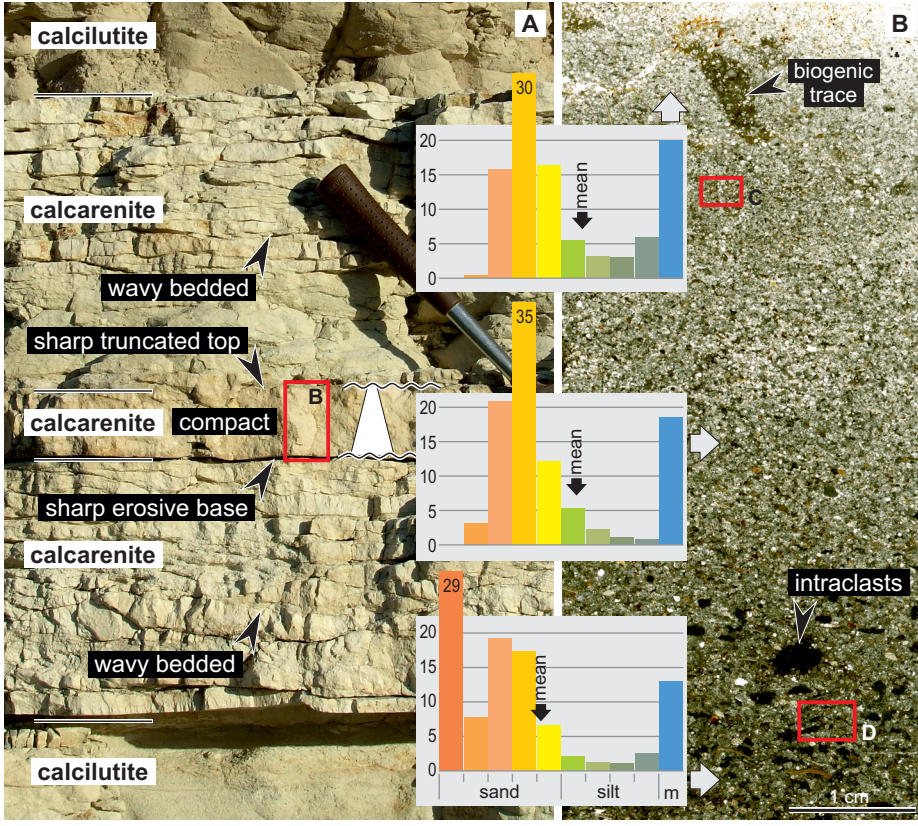 A
calcilutite
calcarenite
wavy bedded
sharp truncated top
calcarenite
compact
B
sharp erosive base
calcarenite
wavy bedded
calcilutite
30
20
15
10
5
0
mean
35
20
15
10
5
0
mean
29
20
15
10
5
0
mean
sand
silt
m
B
biogenic
trace
C
intraclasts
D
1 cm